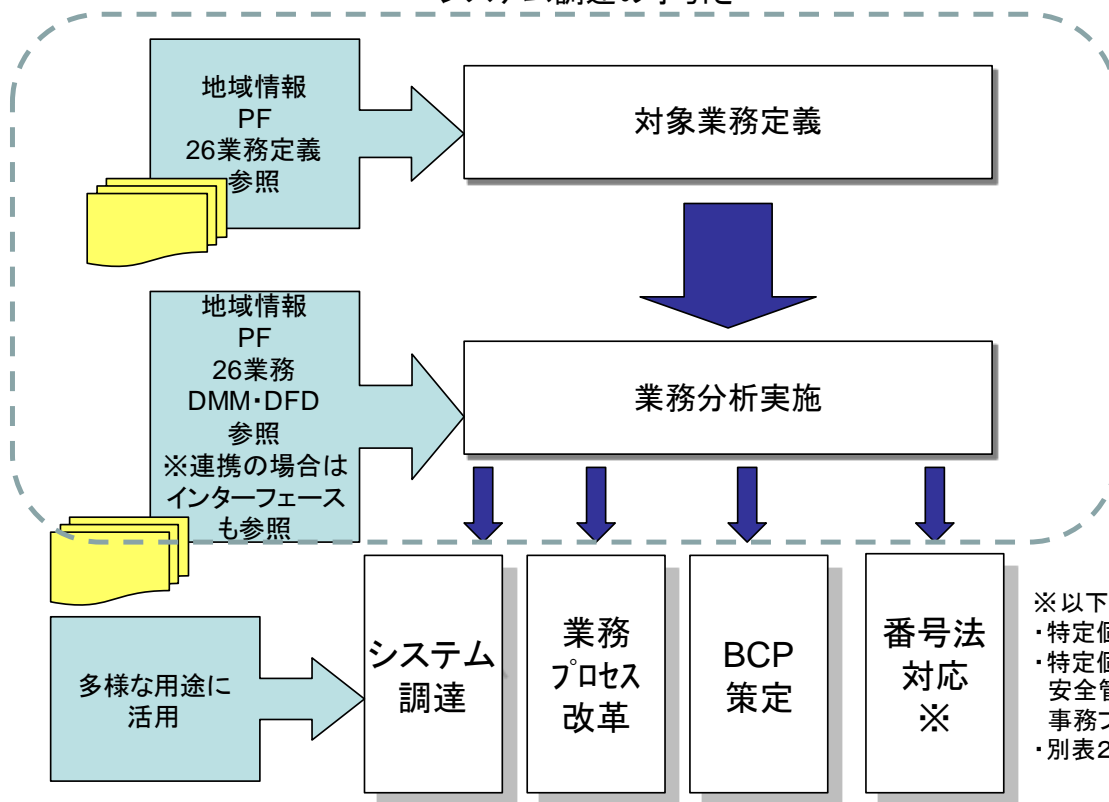 地域情報
PF
26業務定義
参照
対象業務定義
地域情報
PF
26業務
DMM・DFD
参照
※連携の場合は
インターフェース
も参照
業務分析実施
多様な用途に
活用
システム
調達
業務
プロセス
改革
BCP
策定
番号法
対応
※
※以下
・特定個
・特定個
安全管
事務フ
・別表2